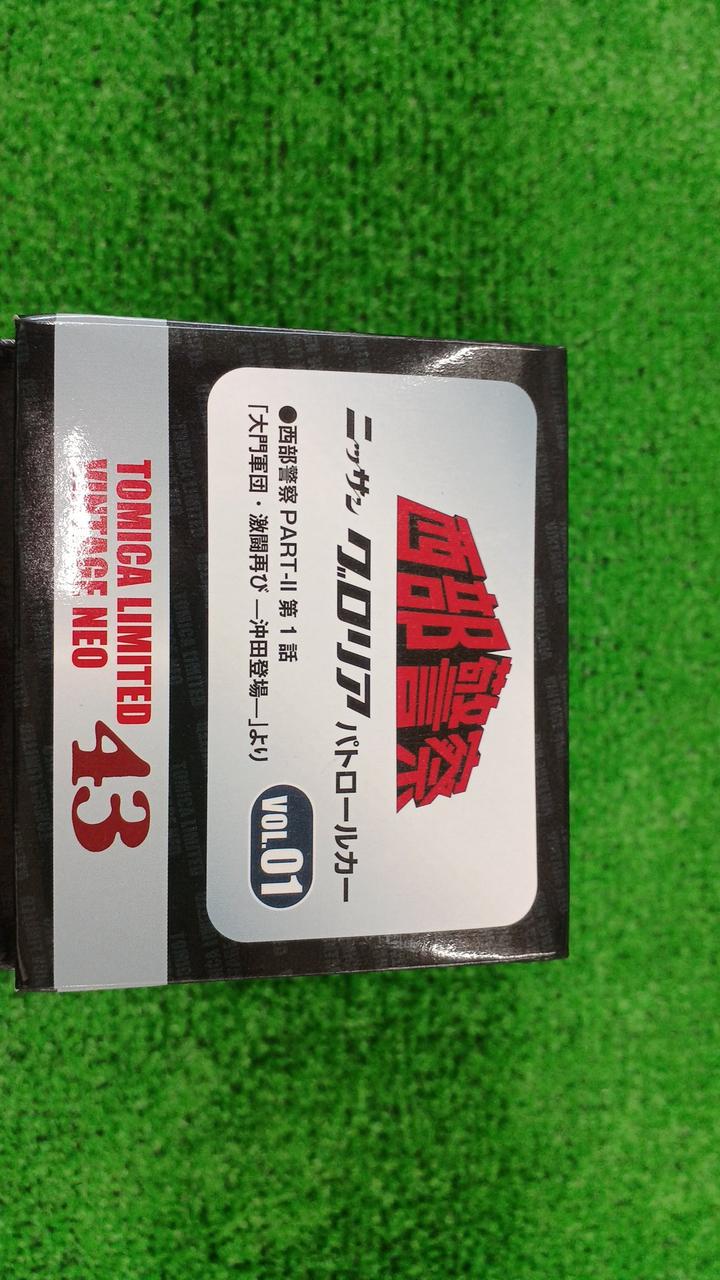 西部警察
ニッサン グロリア パトロールカー
●西部警察 PART-II 第1話
「大門軍団・激闘再び ―沖田登場―」より
VOL.01
TOMICA LIMITED
VINTAGE NEO
43